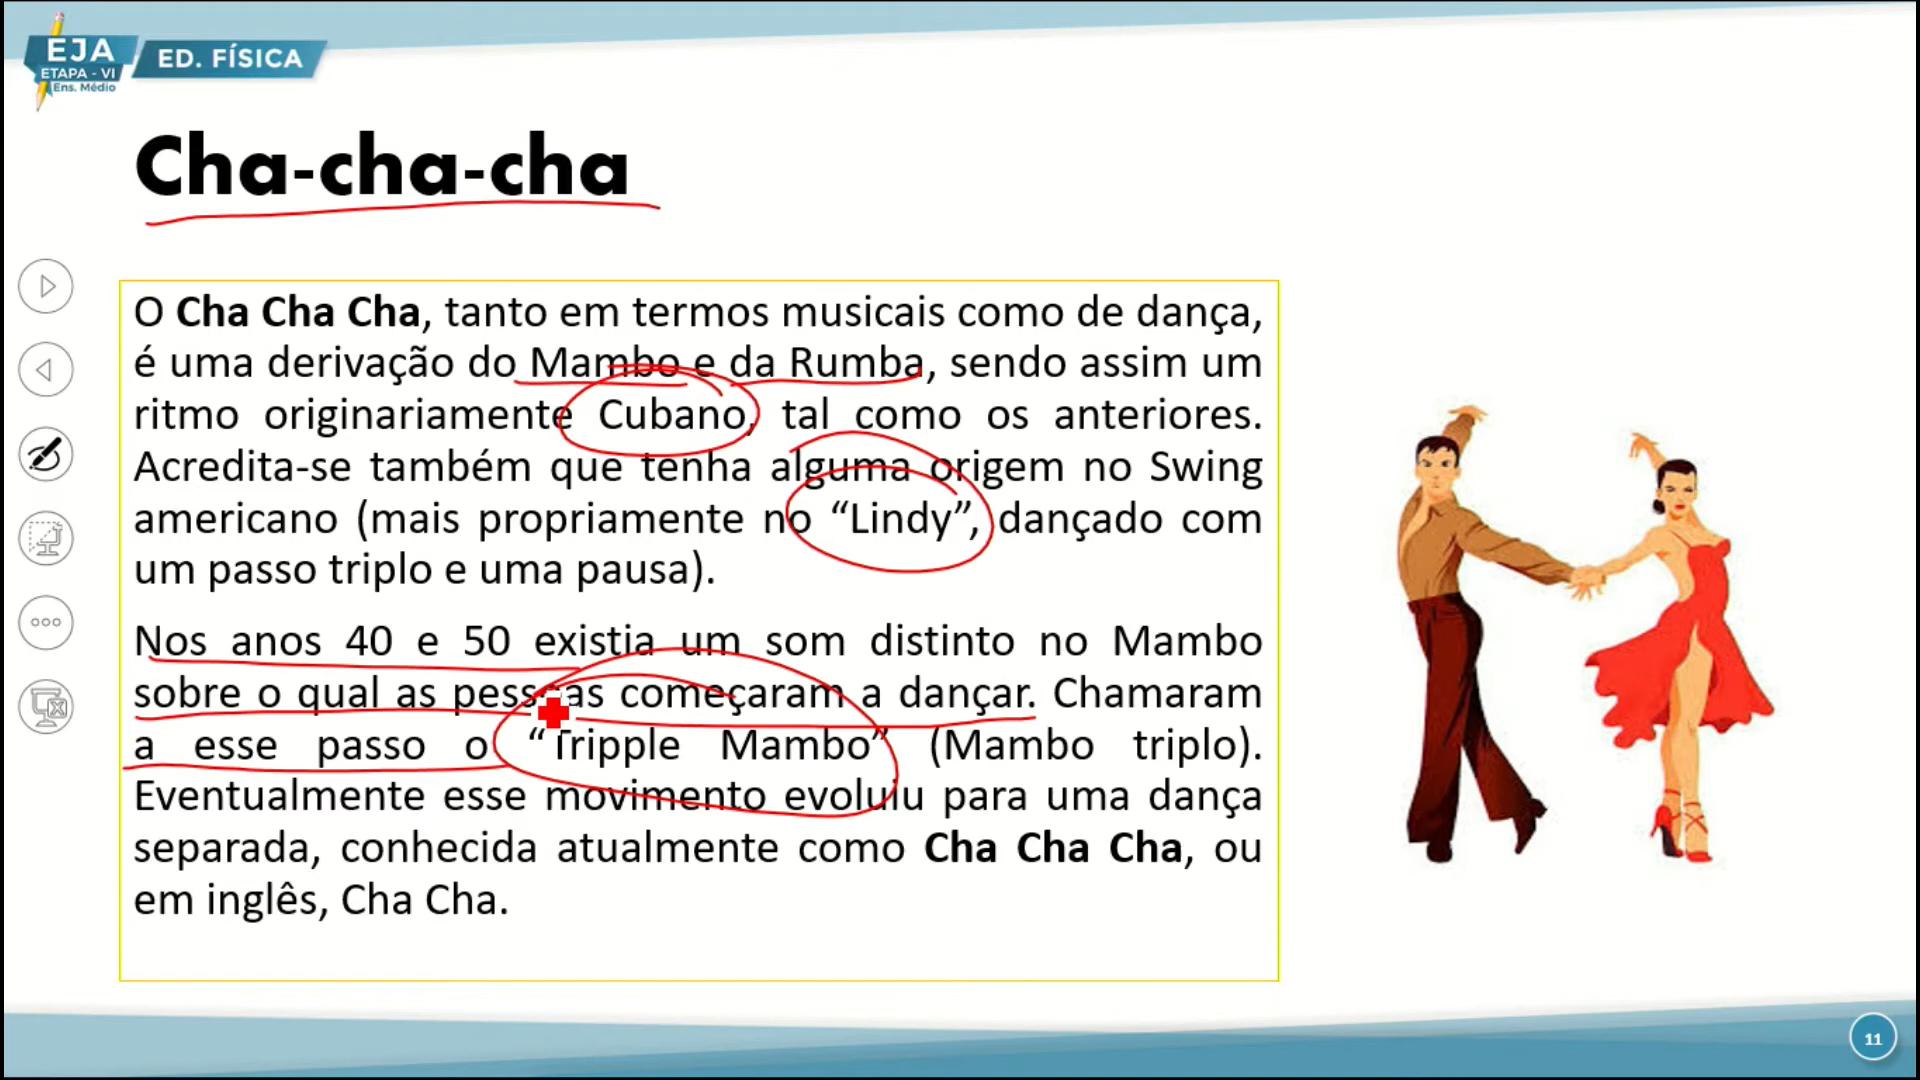 EJA
ETAPA - VI
Ens. Médio
ED. FÍSICA
Cha-cha-cha
O Cha Cha Cha, tanto em termos musicais como de dança,
é uma derivação do Mambo e da Rumba, sendo assim um
ritmo originariamente Cubano, tal como os anteriores.
Acredita-se também que tenha alguma origem no Swing
americano (mais propriamente no “Lindy”, dançado com
um passo triplo e uma pausa).
Nos anos 40 e 50 existia um som distinto no Mambo
sobre o qual as pessoas começaram a dançar. Chamaram
a esse passo o “Tripple Mambo” (Mambo triplo).
Eventualmente esse movimento evoluiu para uma dança
separada, conhecida atualmente como Cha Cha Cha, ou
em inglês, Cha Cha.
11